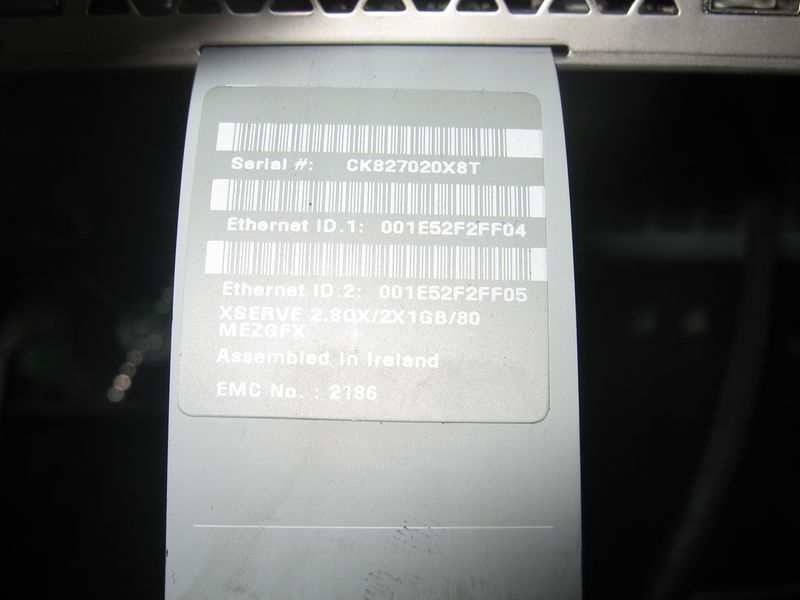 Serial #: CK827020X8T
Ethernet ID.1: 001E52F2FF04
Ethernet ID.2: 001E52F2FF05
XSERVE 2.80X/2X1GB/80
MEZGFX
Assembled in Ireland
EMC No. : 2186